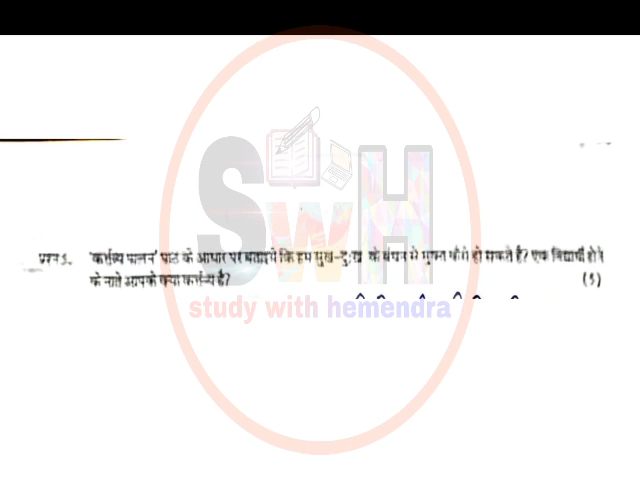 SWH
प्रश्न 5. 'कर्त्तव्य पालन' पाठ के आधार पर बताइये कि हम सुख-दुःख के बंधन से मुक्त कैसे हो सकते हैं? एक विद्यार्थी होने
के नाते आपके क्या कर्त्तव्य है? (5)
study with hemendra